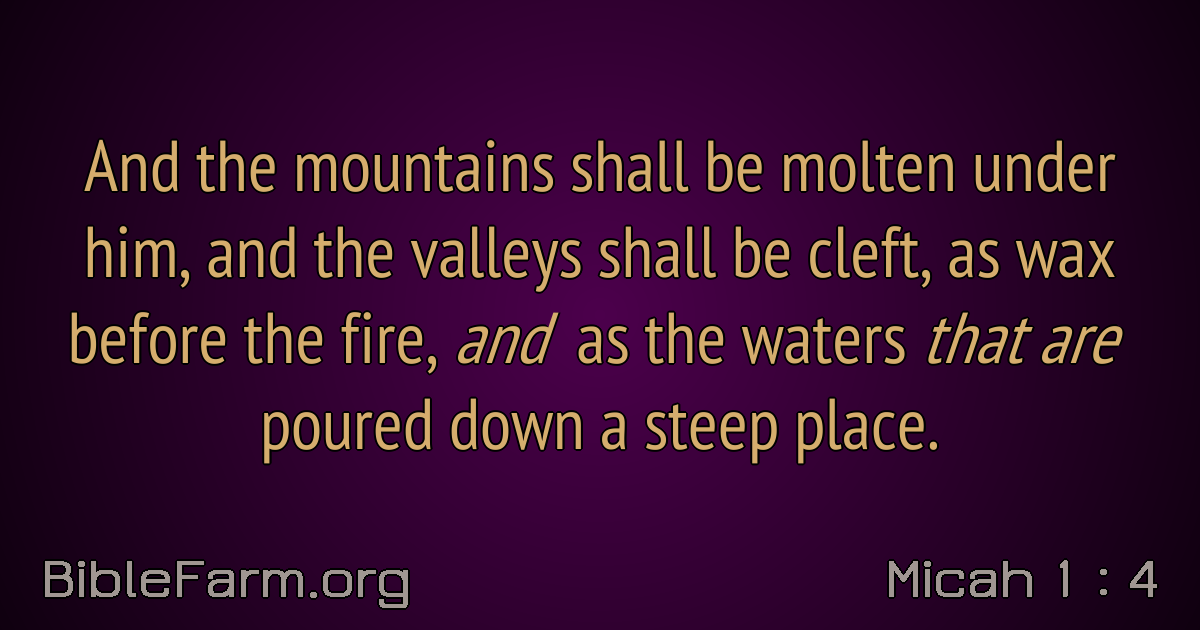 And the mountains shall be molten under
him, and the valleys shall be cleft, as wax
before the fire, and as the waters that are
poured down a steep place.
BibleFarm.org
Micah 1 : 4